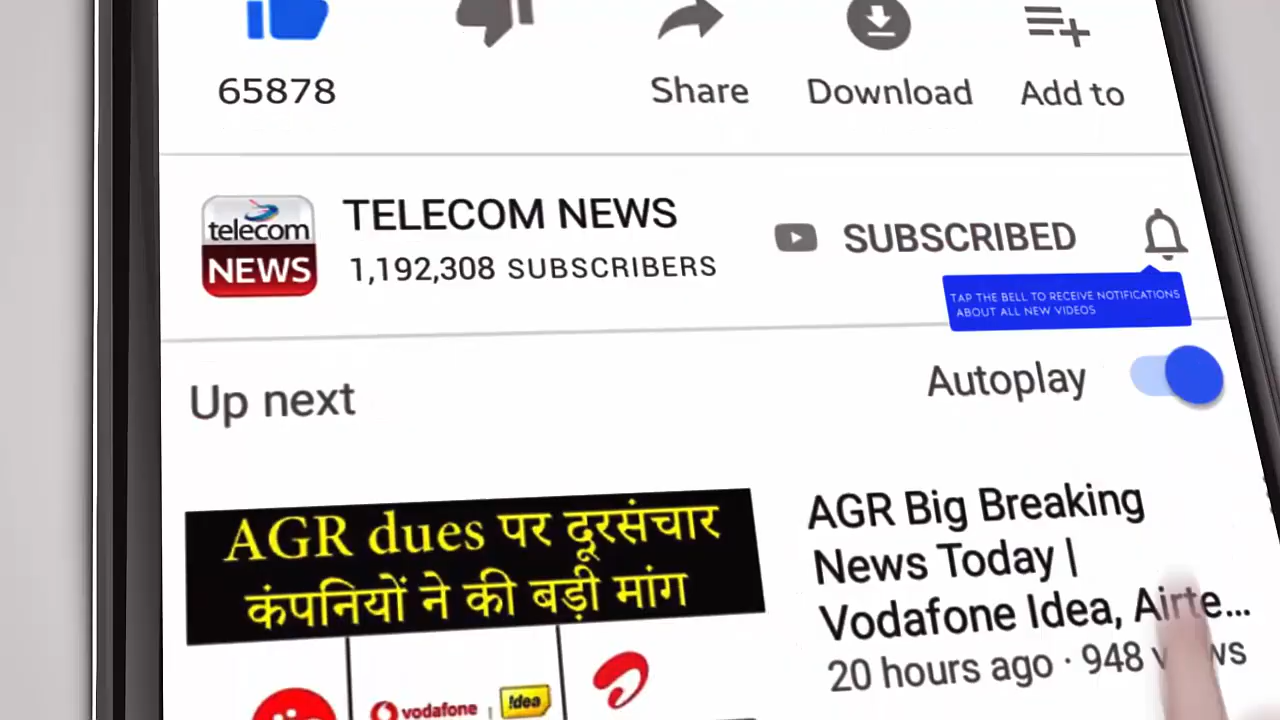 65878
Share
Download
Add to
telecom
NEWS
TELECOM NEWS
1,192,308 SUBSCRIBERS
SUBSCRIBED
TAP THE BELL TO RECEIVE NOTIFICATIONS
ABOUT ALL NEW VIDEOS
Up next
Autoplay
AGR dues पर दूरसंचार
कंपनियों ने की बड़ी मांग
vodafone
!dea
AGR Big Breaking
News Today |
Vodafone Idea, Airte...
20 hours ago · 948 views